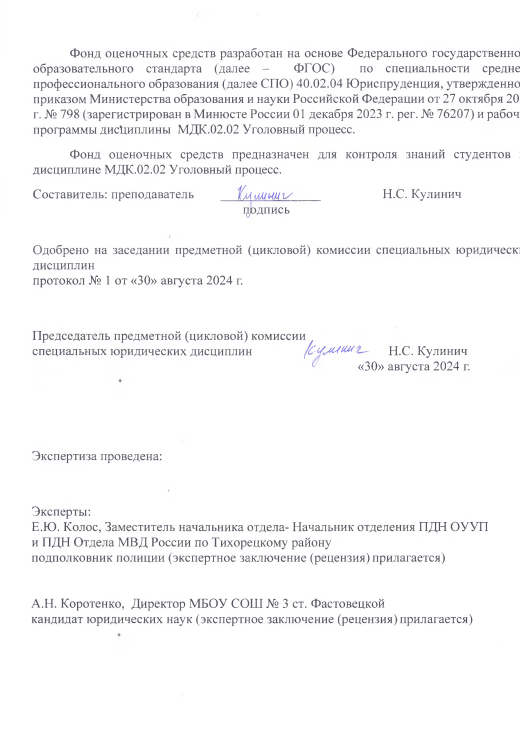 Фонд оценочных средств разработан на основе Федерального государственно
образовательного стандарта (далее – ФГОС) по специальности средне
профессионального образования (далее СПО) 40.02.04 Юриспруденция, утвержденно
приказом Министерства образования и науки Российской Федерации от 27 октября 20
г. № 798 (зарегистрирован в Минюсте России 01 декабря 2023 г. рег. № 76207) и рабоч
программы дисциплины МДК.02.02 Уголовный процесс.
Фонд оценочных средств предназначен для контроля знаний студентов
дисциплине МДК.02.02 Уголовный процесс.
Составитель: преподаватель Кулинич Н.С. Кулинич
подпись
Одобрено на заседании предметной (цикловой) комиссии специальных юридическ
дисциплин
протокол № 1 от «30» августа 2024 г.
Председатель предметной (цикловой) комиссии
специальных юридических дисциплин Кулинич Н.С. Кулинич
«30» августа 2024 г.
Экспертиза проведена:
Эксперты:
Е.Ю. Колос, Заместитель начальника отдела- Начальник отделения ПДН ОУУП
и ПДН Отдела МВД России по Тихорецкому району
подполковник полиции (экспертное заключение (рецензия) прилагается)
А.Н. Коротенко, Директор МБОУ СОШ № 3 ст. Фастовецкой
кандидат юридических наук (экспертное заключение (рецензия) прилагается)